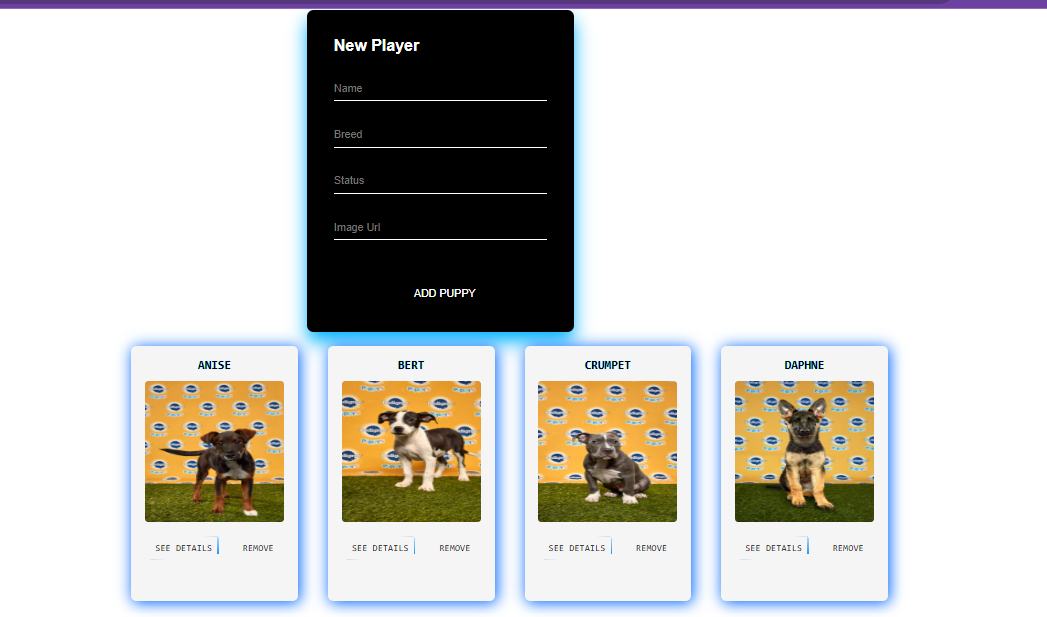 New Player
Name
Breed
Status
Image Url
ADD PUPPY
ANISE
BERT
CRUMPET
DAPHNE
SEE DETAILS
REMOVE
SEE DETAILS
REMOVE
SEE DETAILS
REMOVE
SEE DETAILS
REMOVE